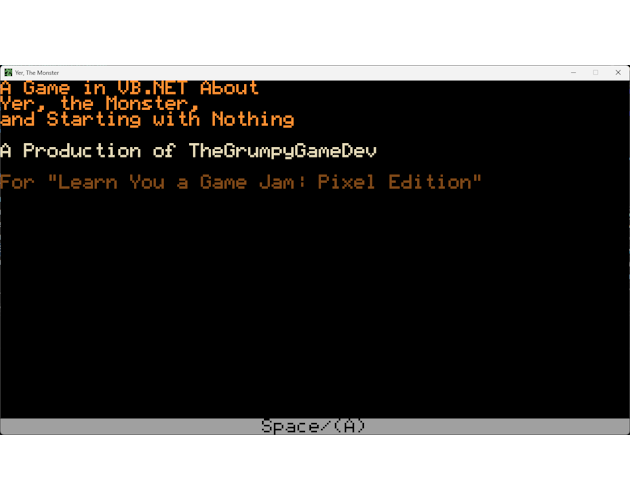 Yer, The Monster
A Game in VB.NET About
Yer, the Monster,
and Starting with Nothing
A Production of TheGrumpyGameDev
For "Learn You a Game Jam: Pixel Edition"
Space/(A)